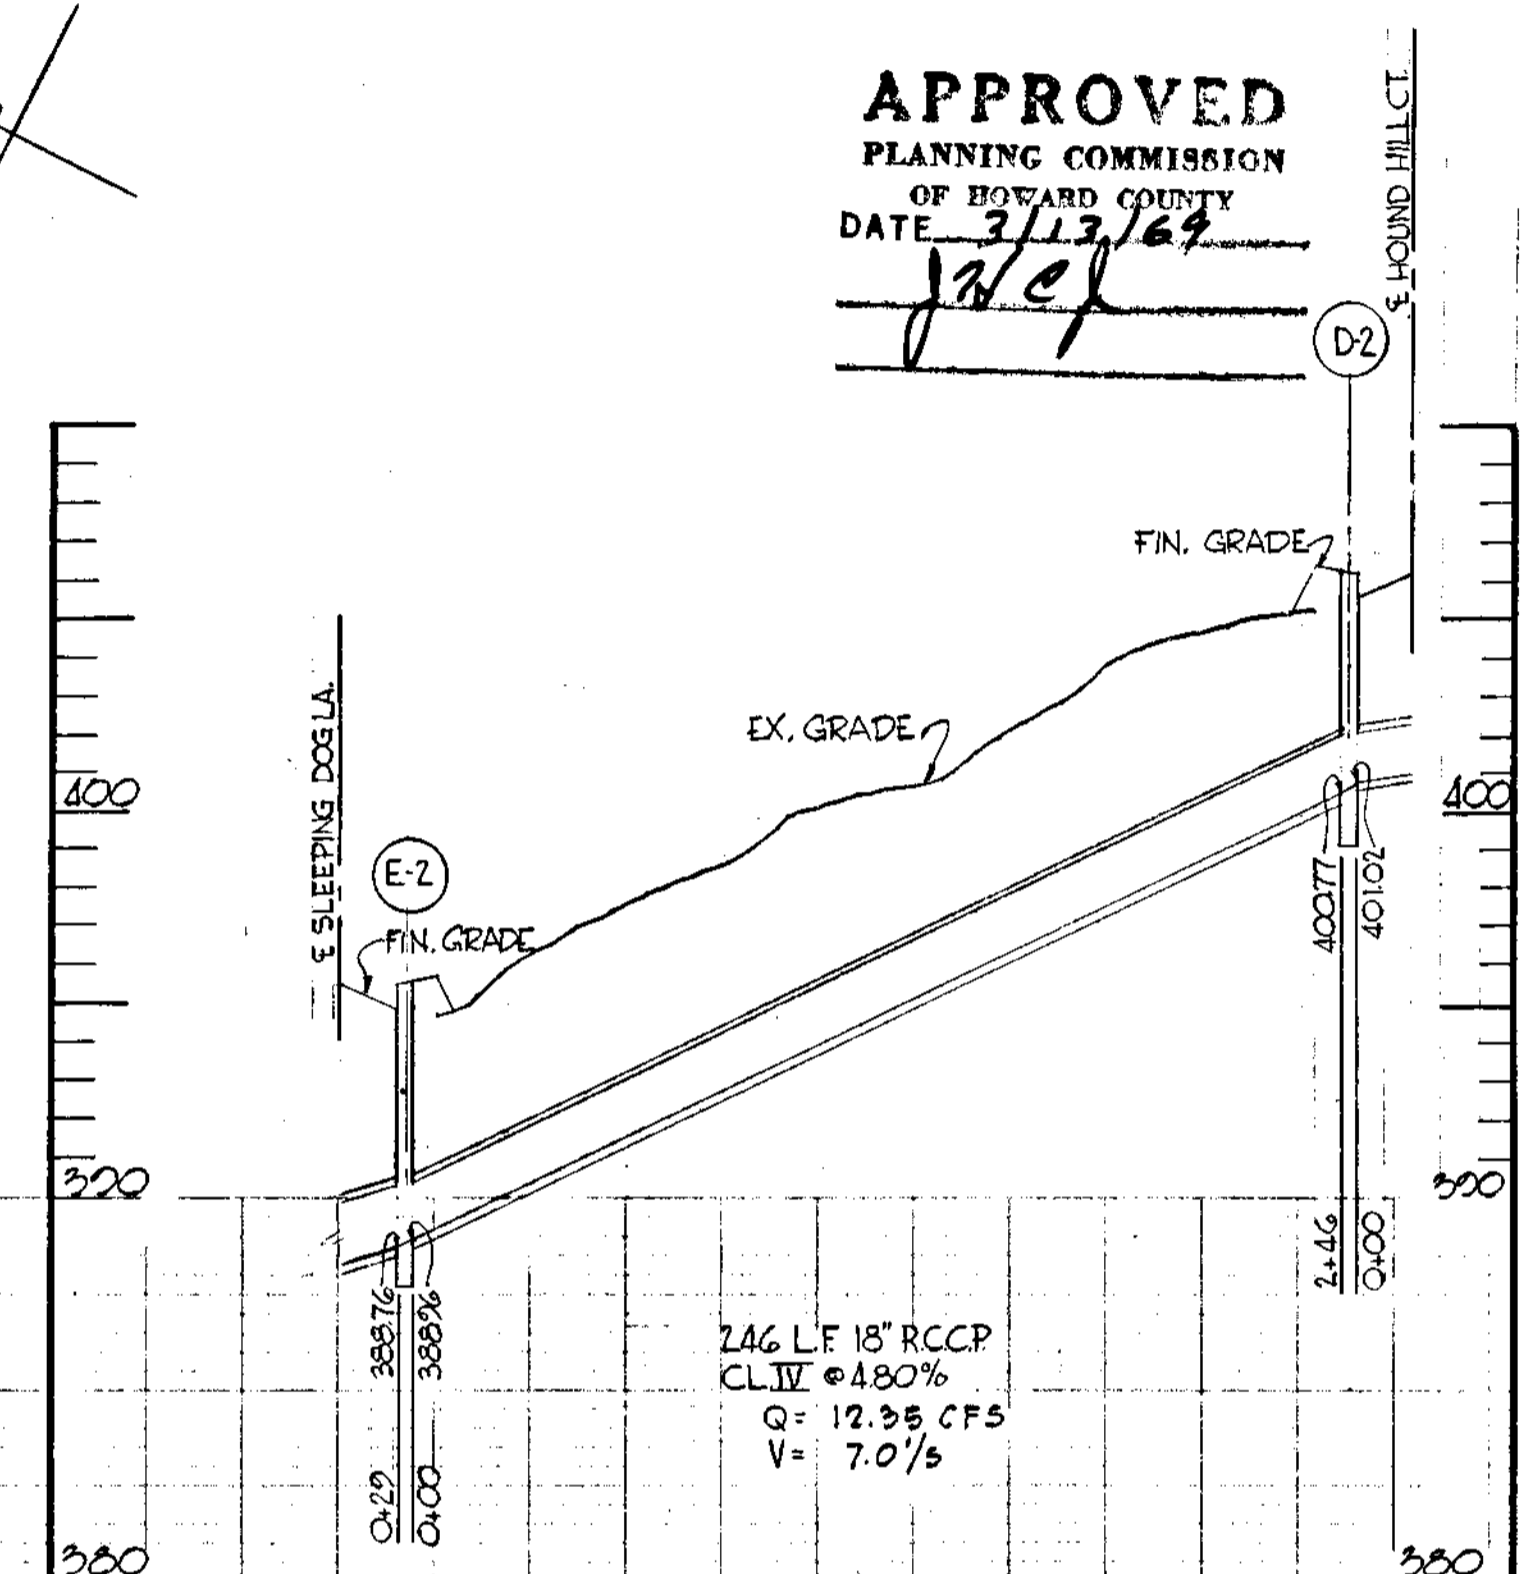 APPROVED
PLANNING COMMISSION
OF HOWARD COUNTY
DATE 3/13/69
℄ HOUND HILL CT.
D-2
FIN. GRADE
EX. GRADE
℄ SLEEPING DOG LA.
E-2
FIN. GRADE
400
400
400.77
401.02
390
390
2+46
0+00
388.76
388.96
246 L.F. 18" R.C.C.P.
CL. IV @ 4.80%
Q = 12.35 CFS
V = 7.0'/s
0+29
0+00
380
380